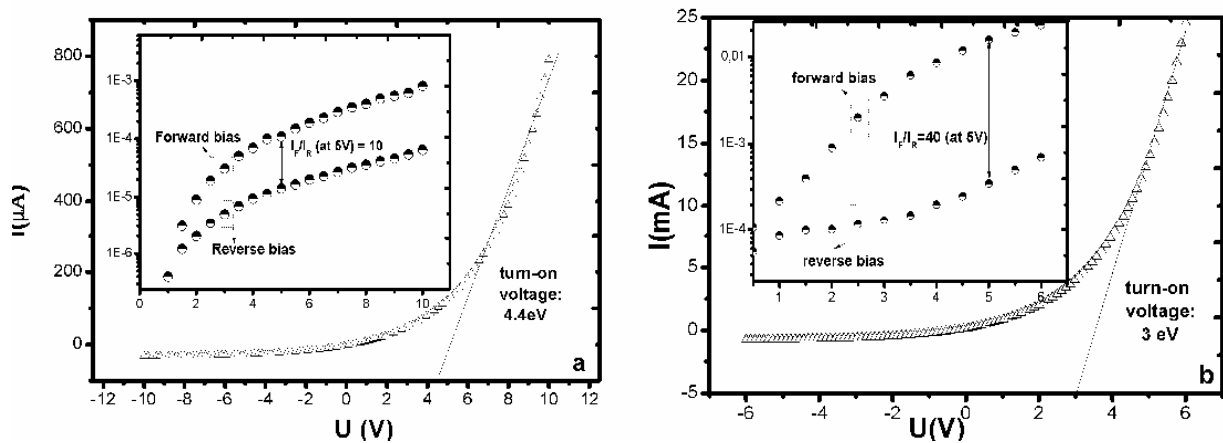 800
600
400
200
0
I(µA)
1E-3
1E-4
1E-5
1E-6
Forward bias
I_F/I_R (at 5V) = 10
Reverse bias
0 2 4 6 8 10
turn-on
voltage:
4.4eV
a
-12 -10 -8 -6 -4 -2 0 2 4 6 8 10 12
U (V)
25
20
15
10
5
0
-5
I(mA)
0,01
1E-3
1E-4
forward bias
I_F/I_R=40 (at 5V)
reverse bias
1 2 3 4 5 6
turn-on
voltage:
3 eV
b
-6 -4 -2 0 2 4 6
U(V)